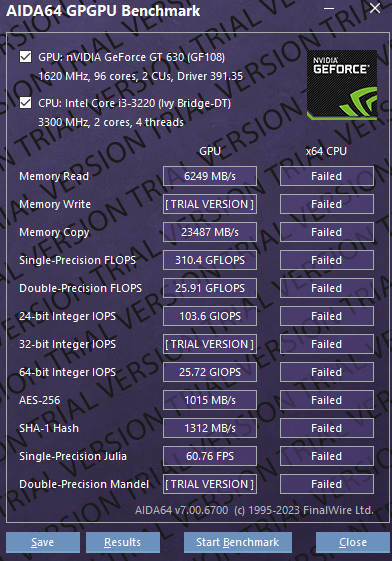 AIDA64 GPGPU Benchmark
GPU: nVIDIA GeForce GT 630 (GF108)
1620 MHz, 96 cores, 2 CUs, Driver 391.35
CPU: Intel Core i3-3220 (Ivy Bridge-DT)
3300 MHz, 2 cores, 4 threads
NVIDIA
GEFORCE
GPU x64 CPU
Memory Read 6249 MB/s Failed
Memory Write [ TRIAL VERSION ] Failed
Memory Copy 23487 MB/s Failed
Single-Precision FLOPS 310.4 GFLOPS Failed
Double-Precision FLOPS 25.91 GFLOPS Failed
24-bit Integer IOPS 103.6 GIOPS Failed
32-bit Integer IOPS [ TRIAL VERSION ] Failed
64-bit Integer IOPS 25.72 GIOPS Failed
AES-256 1015 MB/s Failed
SHA-1 Hash 1312 MB/s Failed
Single-Precision Julia 60.76 FPS Failed
Double-Precision Mandel [ TRIAL VERSION ] Failed
AIDA64 v7.00.6700 (c) 1995-2023 FinalWire Ltd.
Save Results Start Benchmark Close
TRIAL VERSION